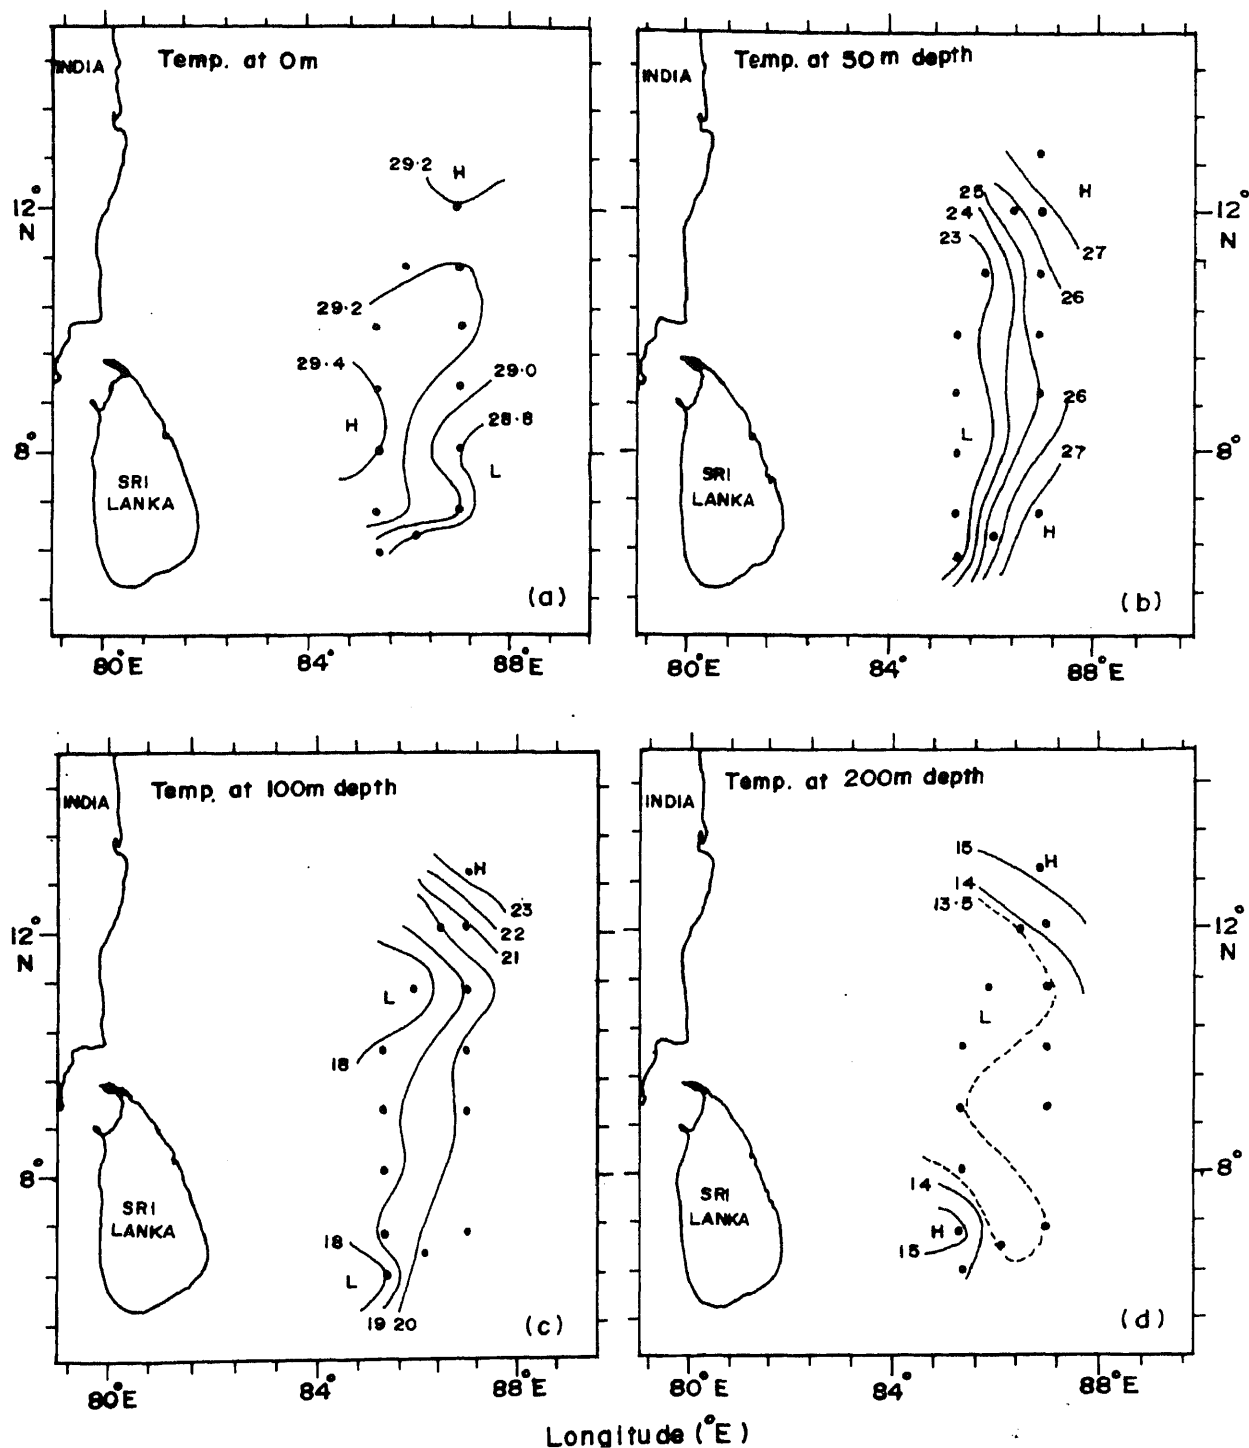 INDIA
Temp. at 0m
29.2
H
12°
N
29.2
29.4
29.0
28.8
H
8°
L
SRI
LANKA
(a)
80°E
84°
88°E
INDIA
Temp. at 50m depth
H
25
24
23
12°
N
27
26
26
L
8°
27
SRI
LANKA
H
(b)
80°E
84°
88°E
INDIA
Temp. at 100m depth
H
23
12°
N
22
21
L
18
8°
SRI
LANKA
18
L
19 20
(c)
80°E
84°
88°E
INDIA
Temp. at 200m depth
15
H
14
13.5
12°
N
L
8°
14
SRI
LANKA
H
15
(d)
80°E
84°
88°E
Longitude (°E)